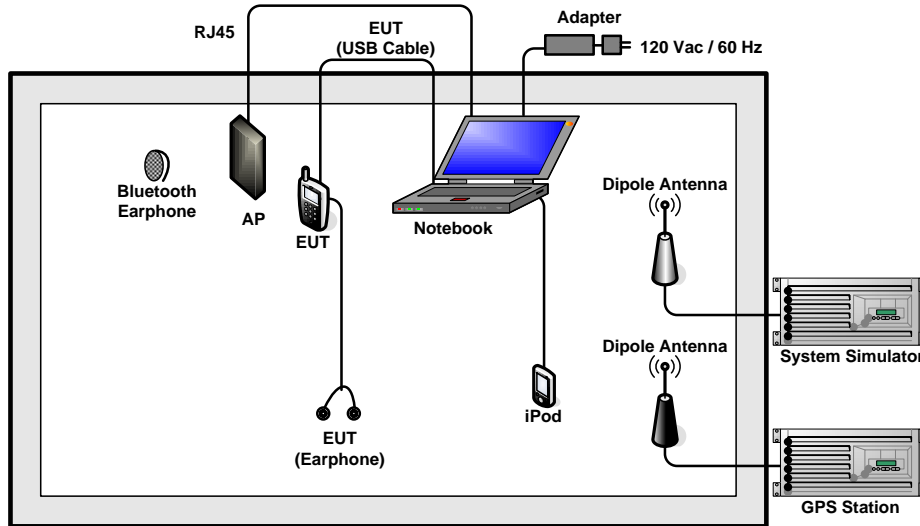 RJ45
EUT
(USB Cable)
Adapter
120 Vac / 60 Hz
Bluetooth
Earphone
AP
EUT
Notebook
Dipole Antenna
System Simulator
Dipole Antenna
iPod
EUT
(Earphone)
GPS Station